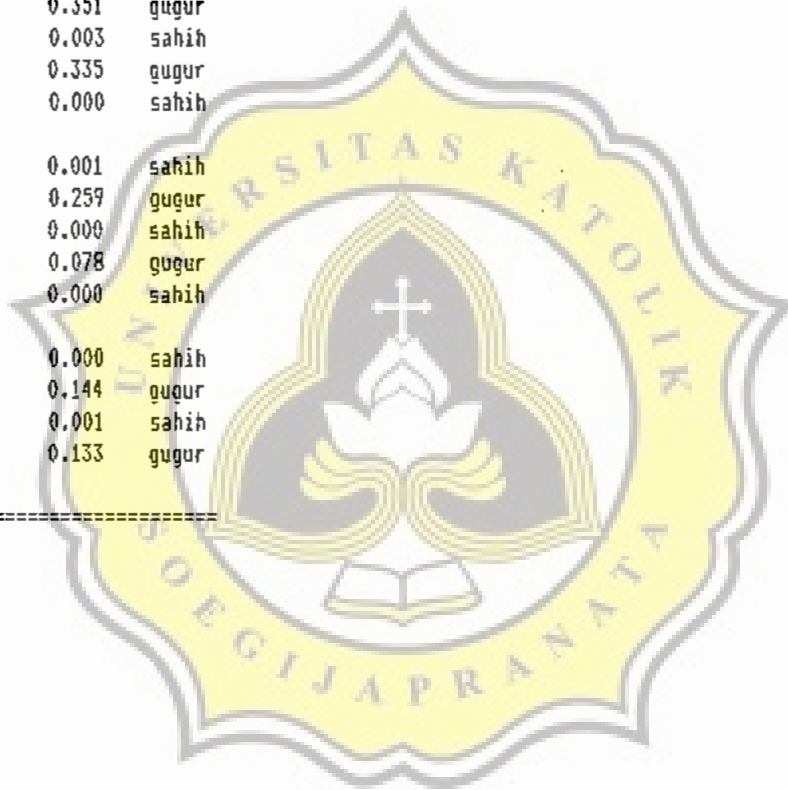 0.351 gugur
0.003 sahih
0.335 gugur
0.000 sahih
0.001 sahih
0.259 gugur
0.000 sahih
0.078 gugur
0.000 sahih
0.000 sahih
0.144 gugur
0.001 sahih
0.133 gugur
====================
UNIVERSITAS KATOLIK
SOEGIJAPRANATA